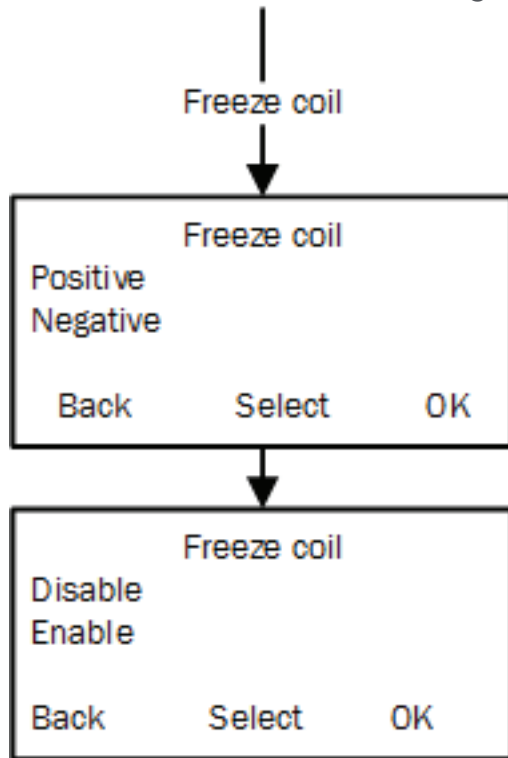 Freeze coil
Freeze coil
Positive
Negative
Back Select OK
Freeze coil
Disable
Enable
Back Select OK